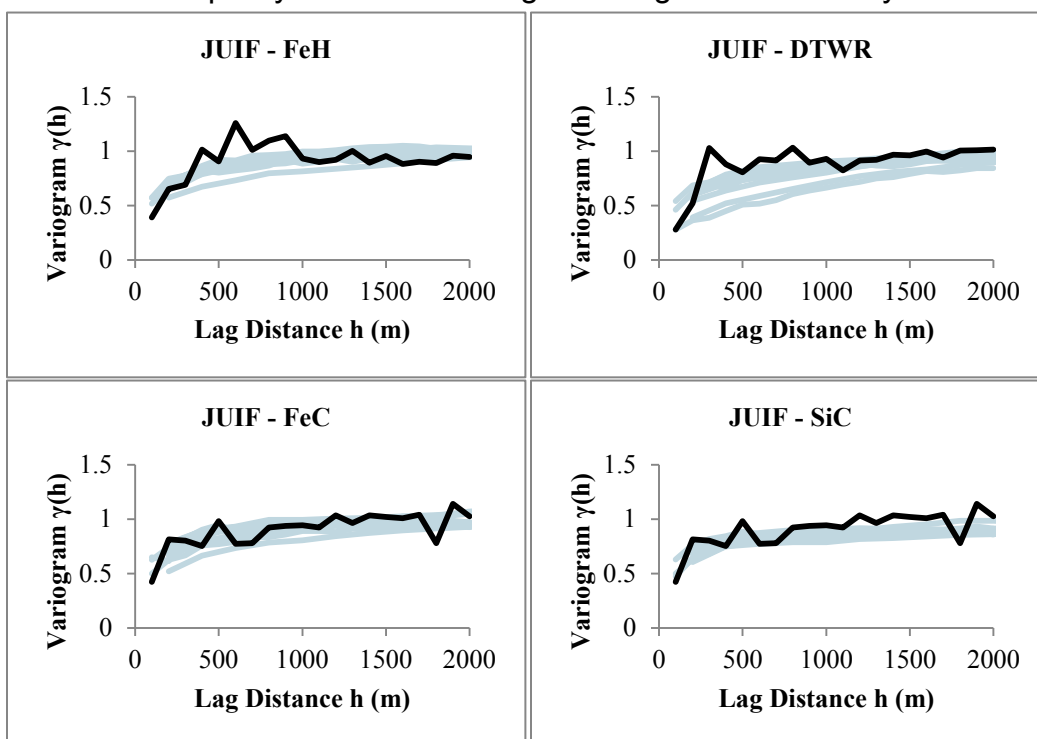 JUIF - FeH
Variogram γ(h)
1.5
1
0.5
0
0 500 1000 1500 2000
Lag Distance h (m)
JUIF - DTWR
Variogram γ(h)
1.5
1
0.5
0
0 500 1000 1500 2000
Lag Distance h (m)
JUIF - FeC
Variogram γ(h)
1.5
1
0.5
0
0 500 1000 1500 2000
Lag Distance h (m)
JUIF - SiC
Variogram γ(h)
1.5
1
0.5
0
0 500 1000 1500 2000
Lag Distance h (m)